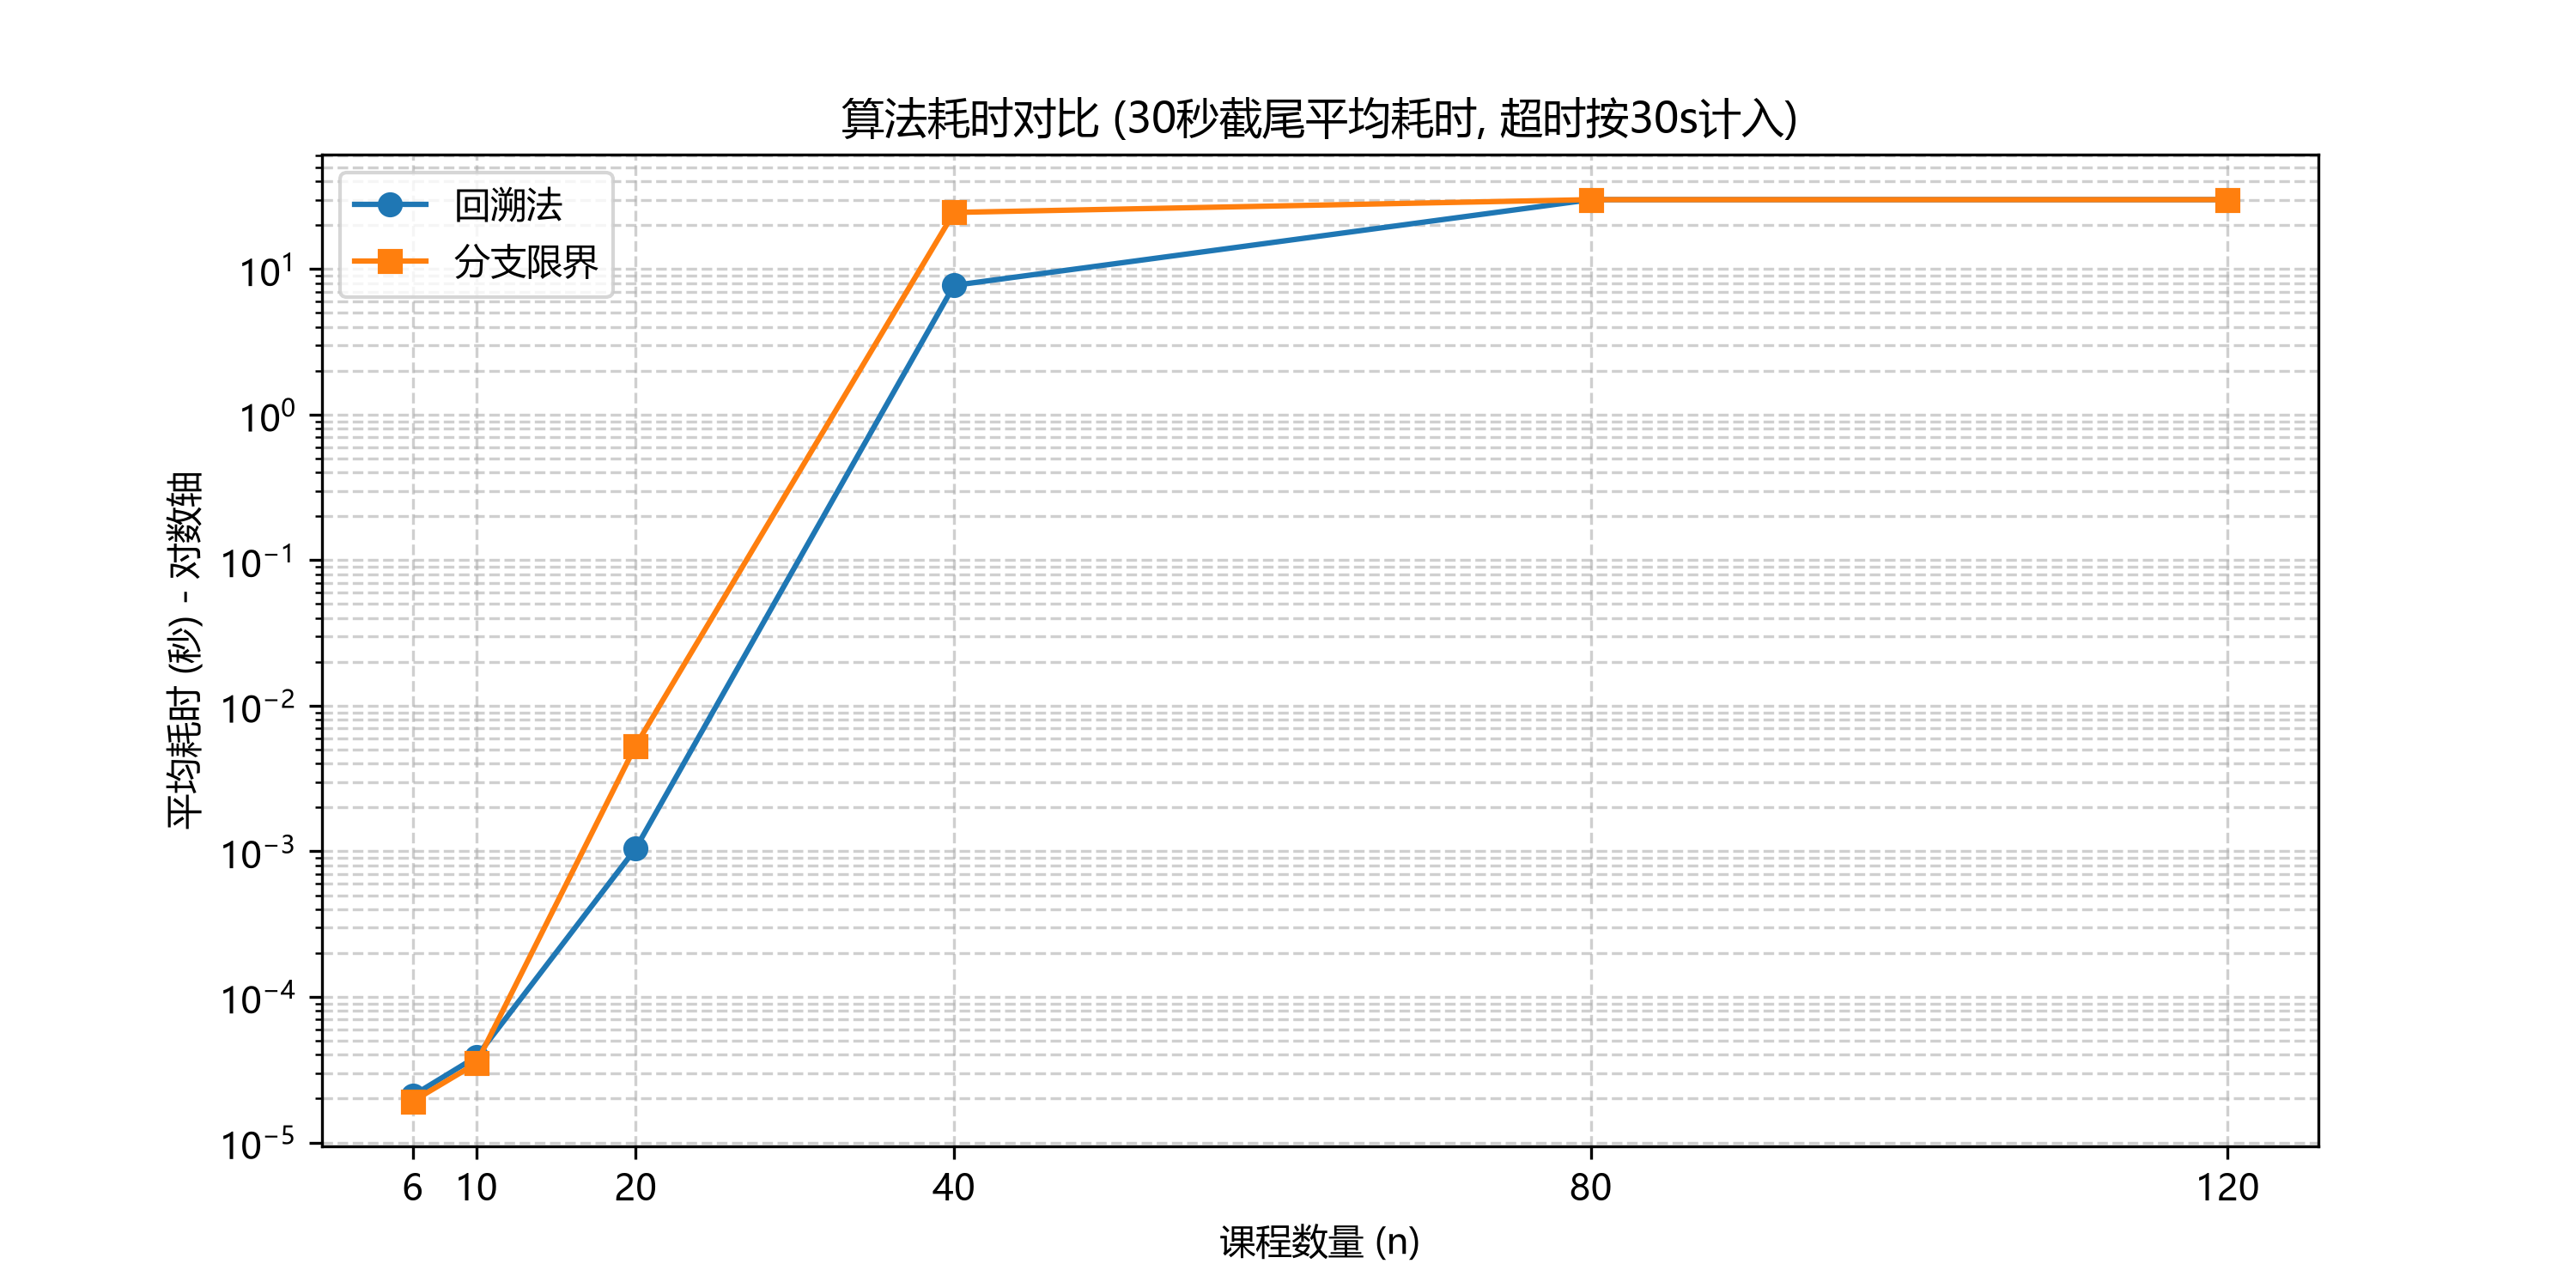 算法耗时对比 (30秒截尾平均耗时, 超时按30s计入)
回溯法
分支限界
平均耗时 (秒) - 对数轴
10¹
10⁰
10⁻¹
10⁻²
10⁻³
10⁻⁴
10⁻⁵
6 10 20 40 80 120
课程数量 (n)